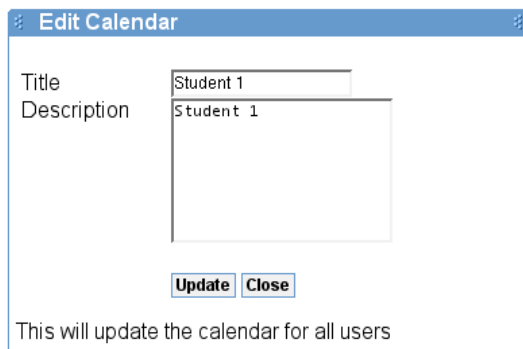 Edit Calendar
Title Student 1
Description Student 1
Update Close
This will update the calendar for all users